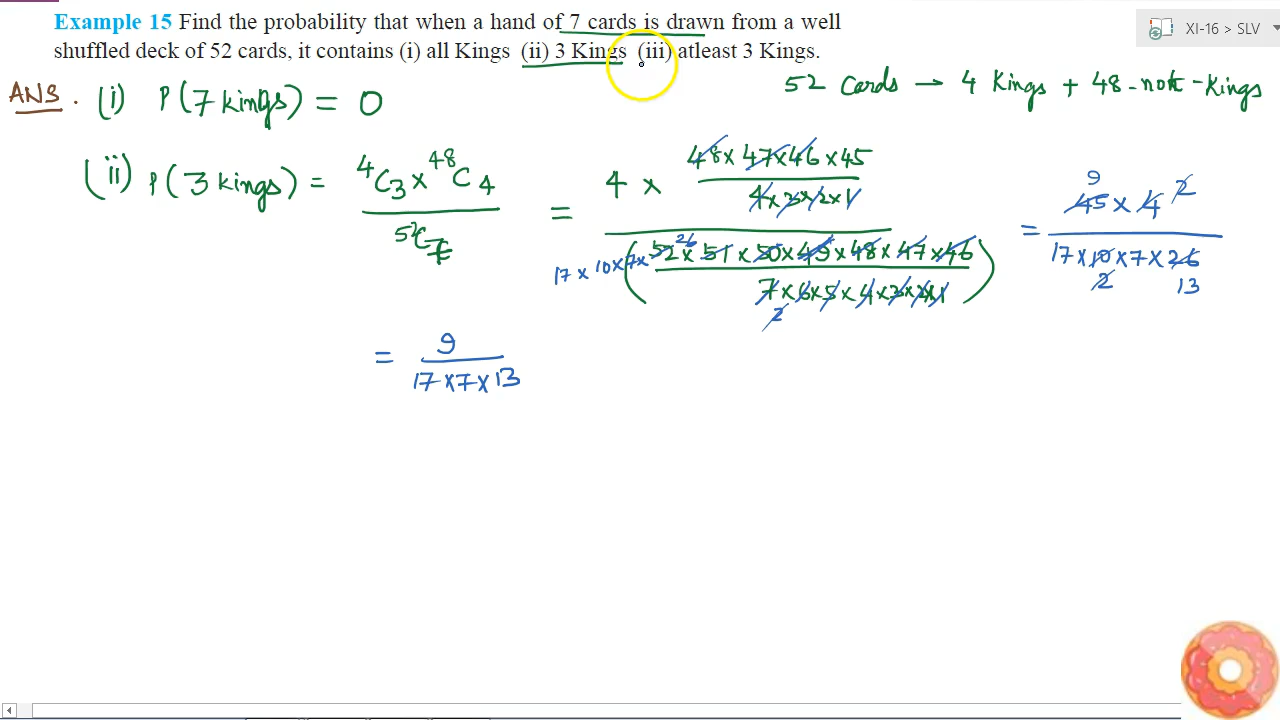 Example 15 Find the probability that when a hand of 7 cards is drawn from a well
shuffled deck of 52 cards, it contains (i) all Kings (ii) 3 Kings (iii) atleast 3 Kings.
XI-16 > SLV
52 Cards → 4 Kings + 48-not-Kings
ANS. (i) P(7 kings) = 0
(ii) P(3 kings) = ⁴C₃ × ⁴⁸C₄ / ⁵²C₇ = 4 × 48×47×46×45 / 4×3×2×1 / (52×51×50×49×48×47×46 / 7×6×5×4×3×2×1) = 45×4 / 17×10×7×26
17×10×7× 26
2
9 2
2 13
= 9 / 17×7×13